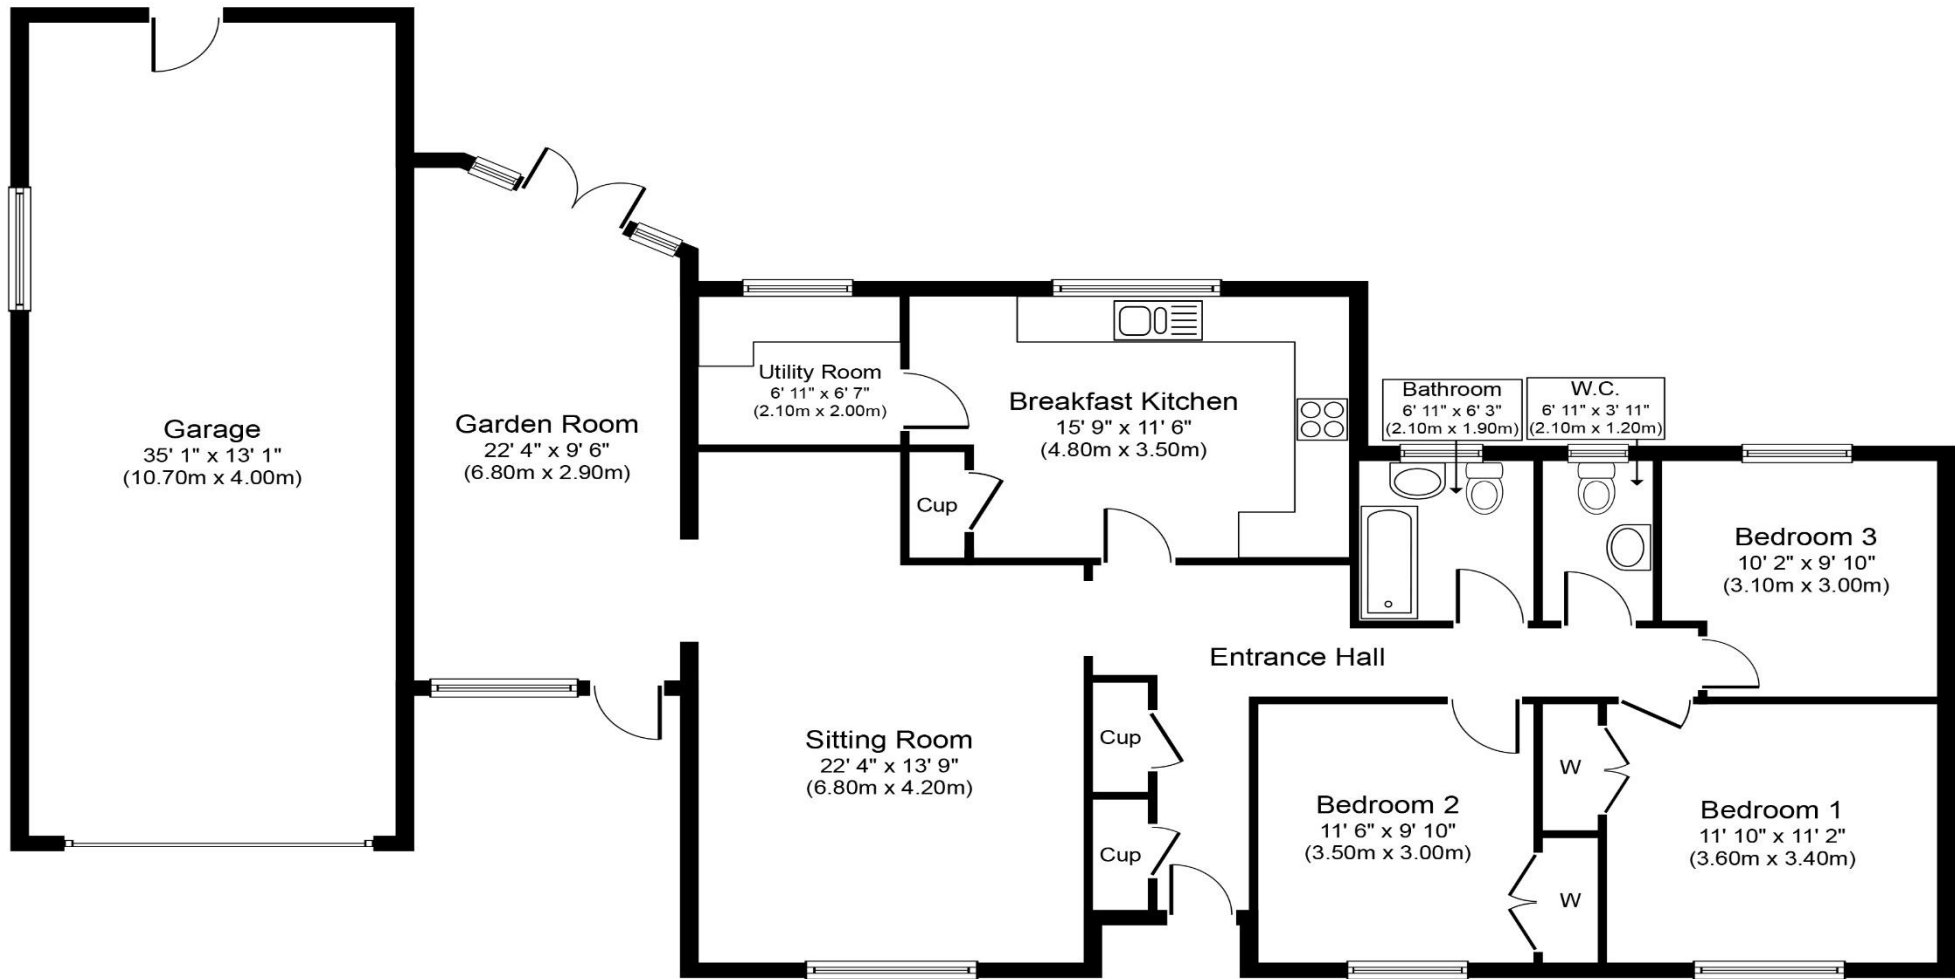 Garage
35' 1" x 13' 1"
(10.70m x 4.00m)
Garden Room
22' 4" x 9' 6"
(6.80m x 2.90m)
Utility Room
6' 11" x 6' 7"
(2.10m x 2.00m)
Breakfast Kitchen
15' 9" x 11' 6"
(4.80m x 3.50m)
Cup
Bathroom
6' 11" x 6' 3"
(2.10m x 1.90m)
W.C.
6' 11" x 3' 11"
(2.10m x 1.20m)
Bedroom 3
10' 2" x 9' 10"
(3.10m x 3.00m)
Entrance Hall
Sitting Room
22' 4" x 13' 9"
(6.80m x 4.20m)
Cup
Cup
Bedroom 2
11' 6" x 9' 10"
(3.50m x 3.00m)
W
W
Bedroom 1
11' 10" x 11' 2"
(3.60m x 3.40m)